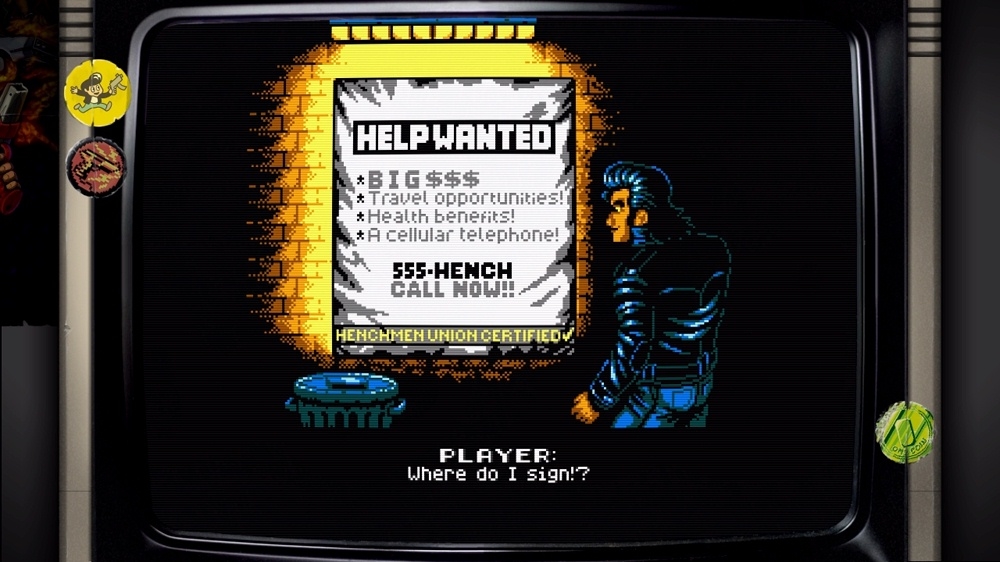 HELP WANTED
*BIG $$$
*Travel opportunities!
*Health benefits!
*A cellular telephone!
555-HENCH
CALL NOW!!
HENCHMEN UNION CERTIFIED
PLAYER:
Where do I sign!?